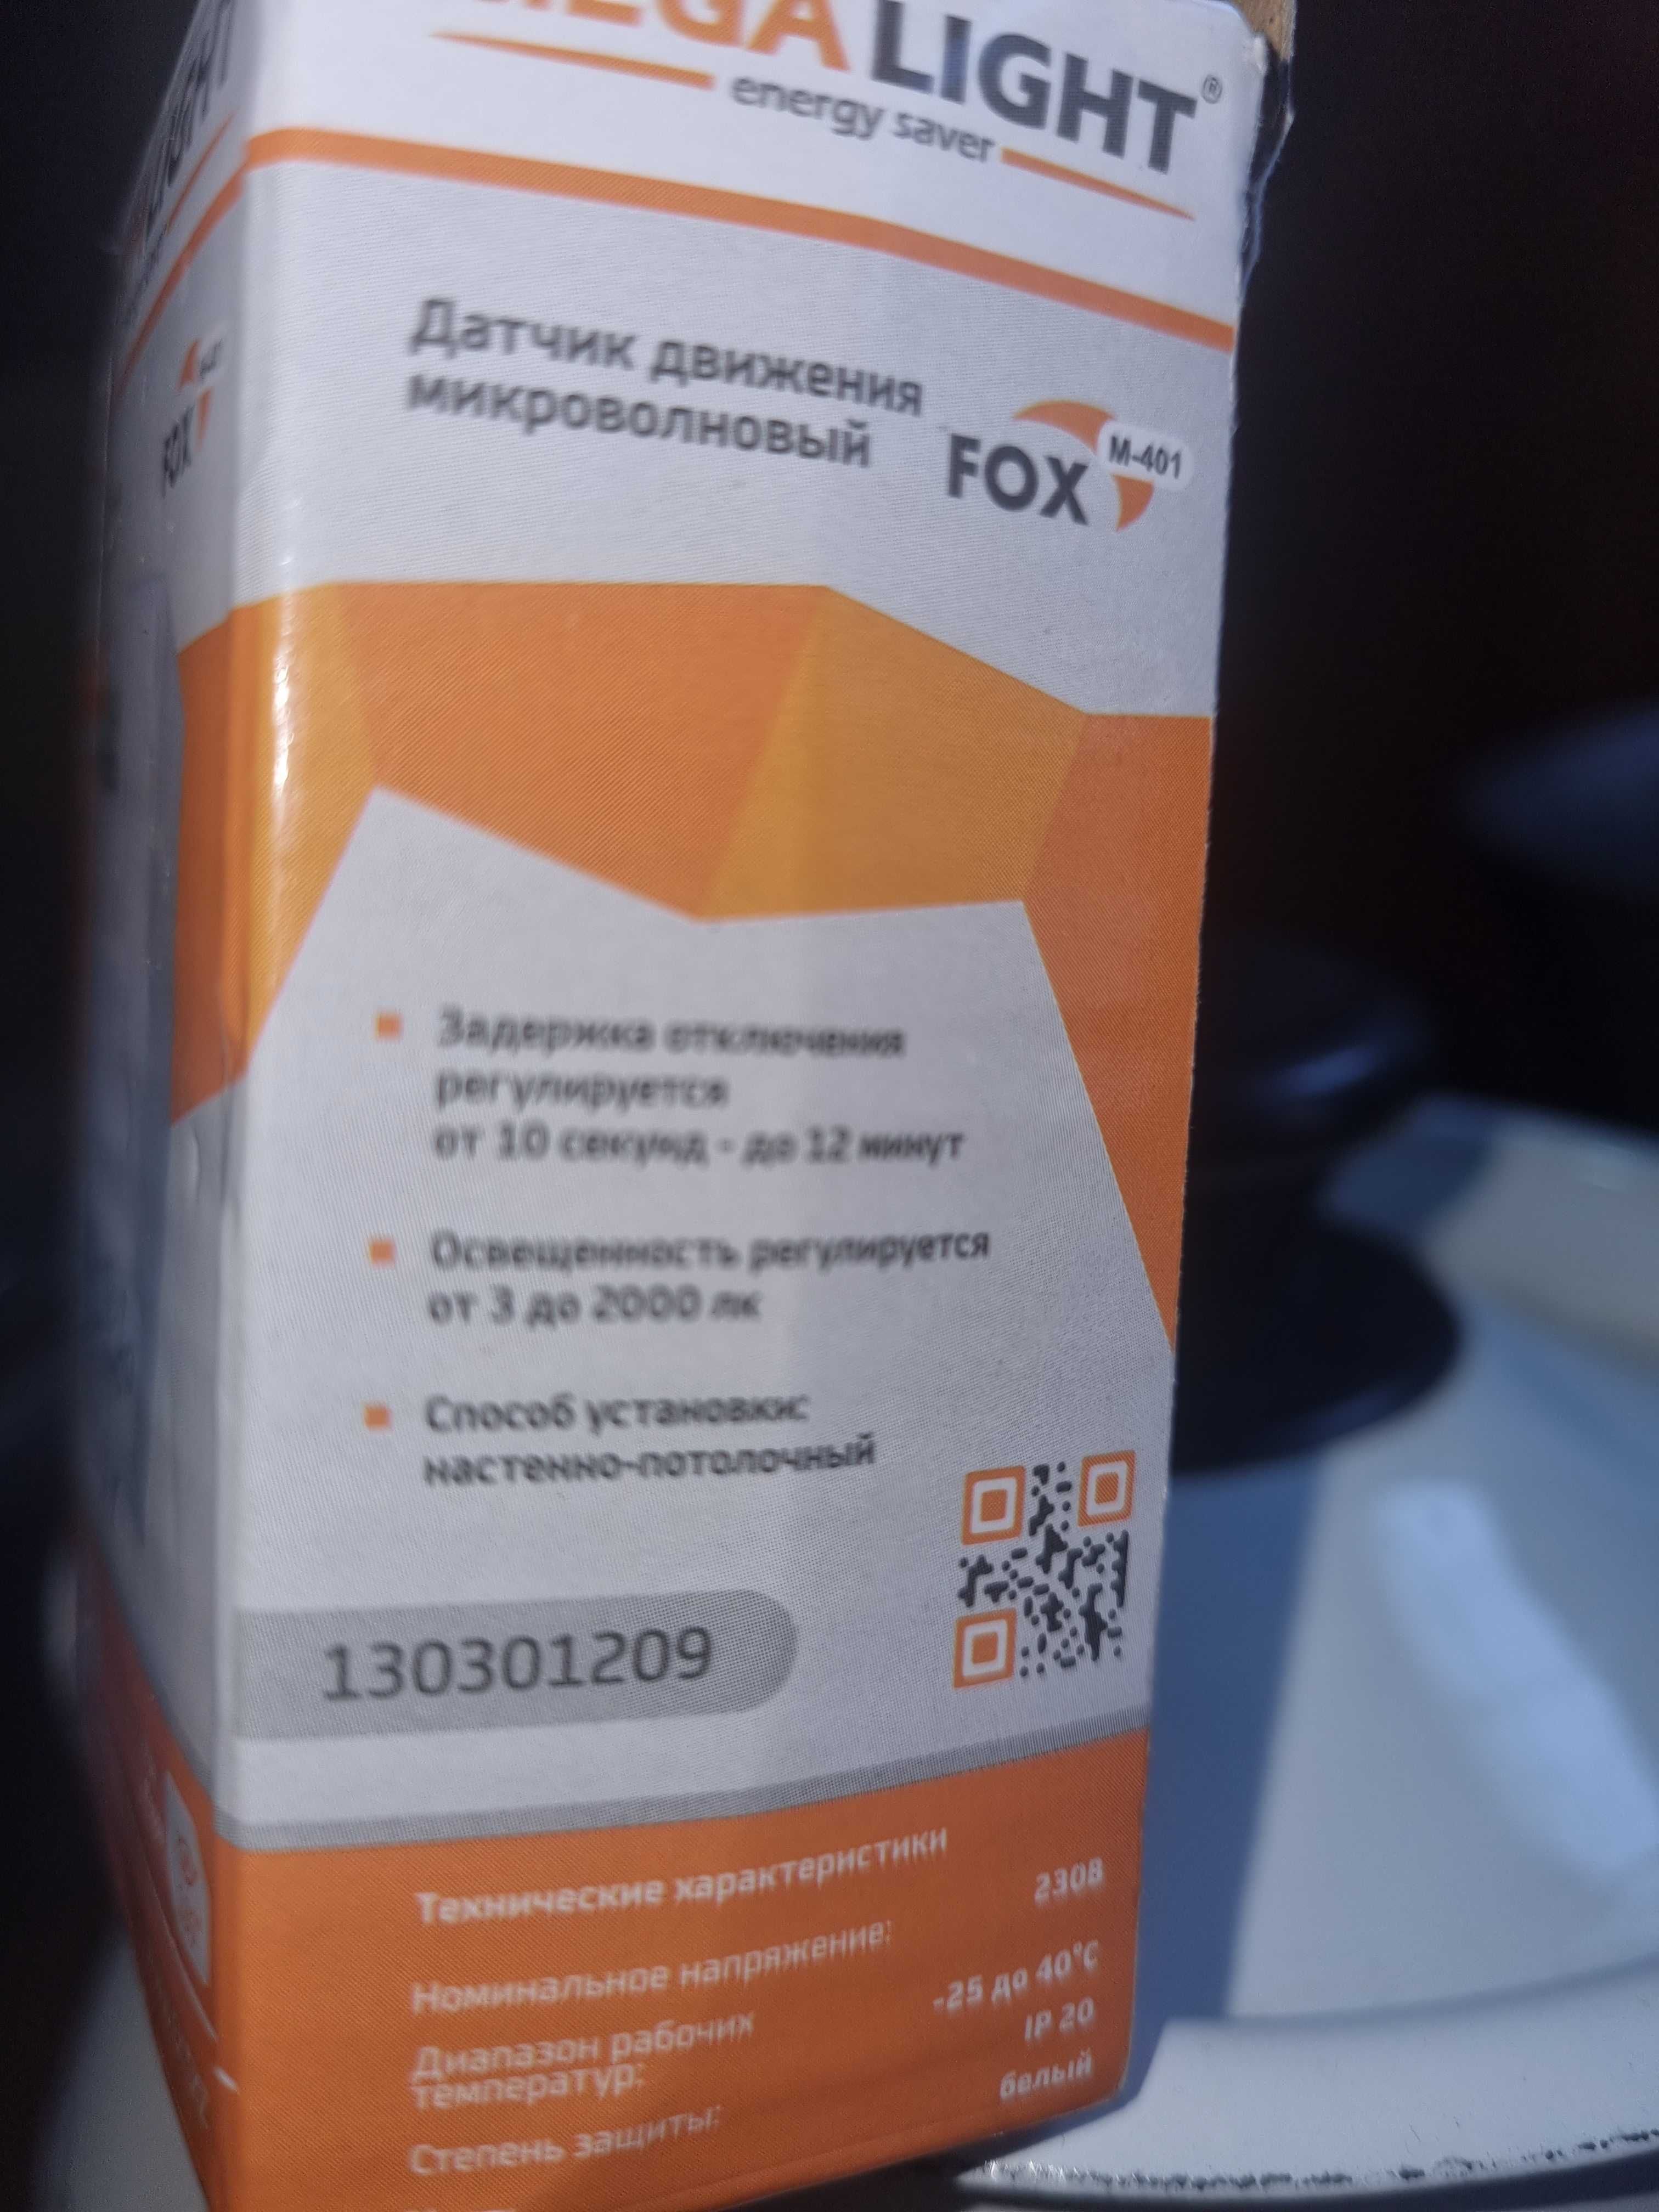 MEGALIGHT®
energy saver
Датчик движения
микроволновый
FOX M-401
FOX
Задержка отключения
регулируется
от 10 секунд - до 12 минут
Освещенность регулируется
от 3 до 2000 лк
Способ установки:
настенно-потолочный
130301209
Технические характеристики
Номинальное напряжение: 230В
Диапазон рабочих
температур: -25 до 40°C
Степень защиты: IP 20
белый